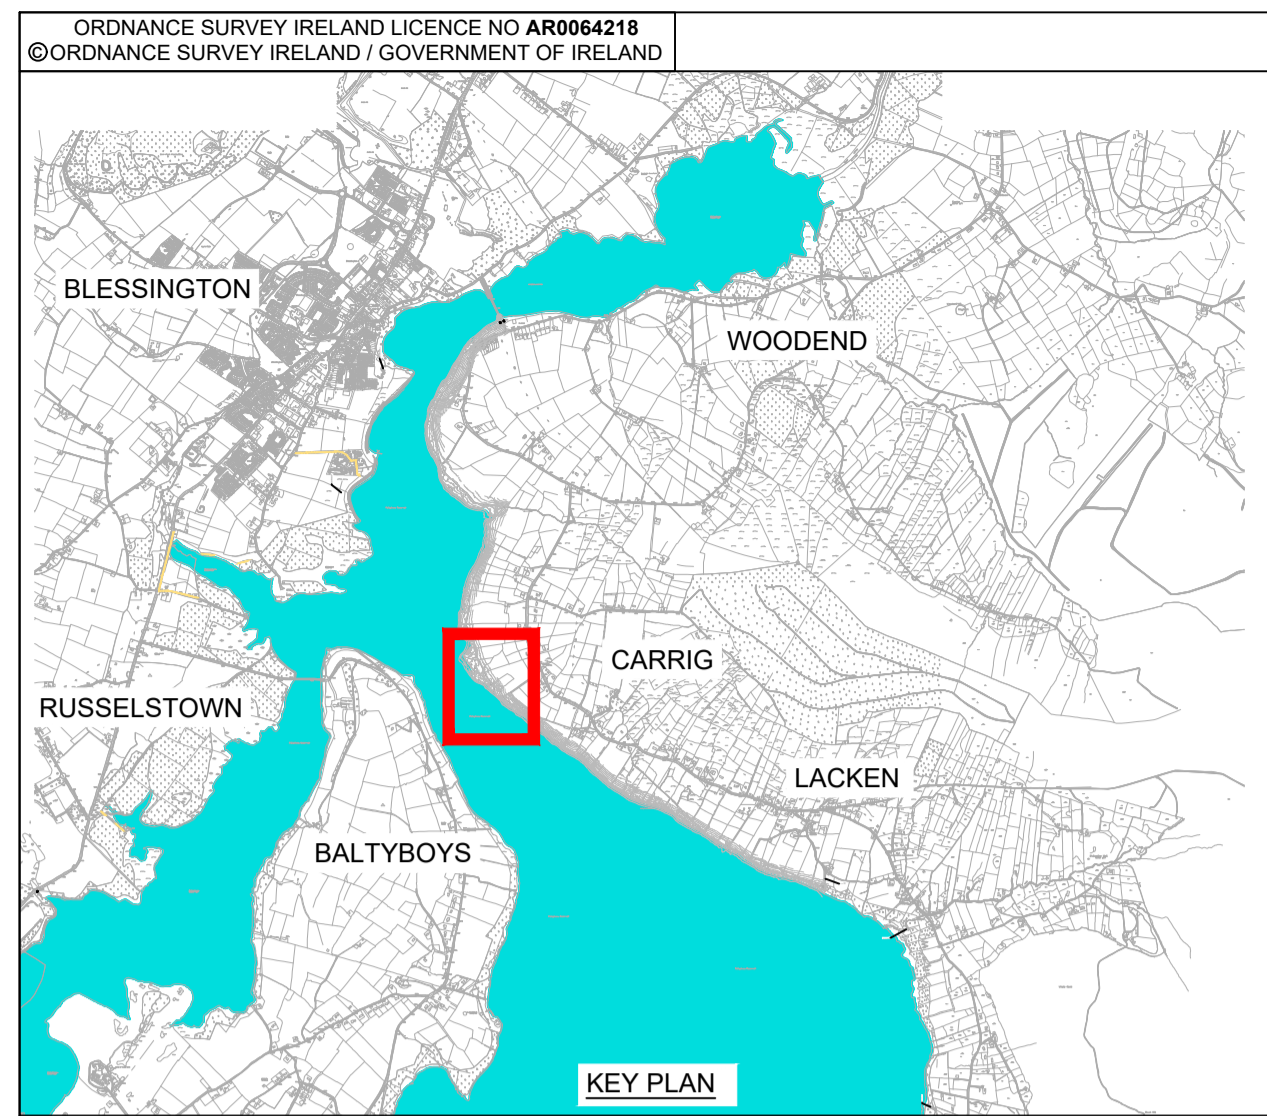 ORDNANCE SURVEY IRELAND LICENCE NO AR0064218
©ORDNANCE SURVEY IRELAND / GOVERNMENT OF IRELAND
BLESSINGTON
WOODEND
CARRIG
RUSSELSTOWN
LACKEN
BALTYBOYS
KEY PLAN